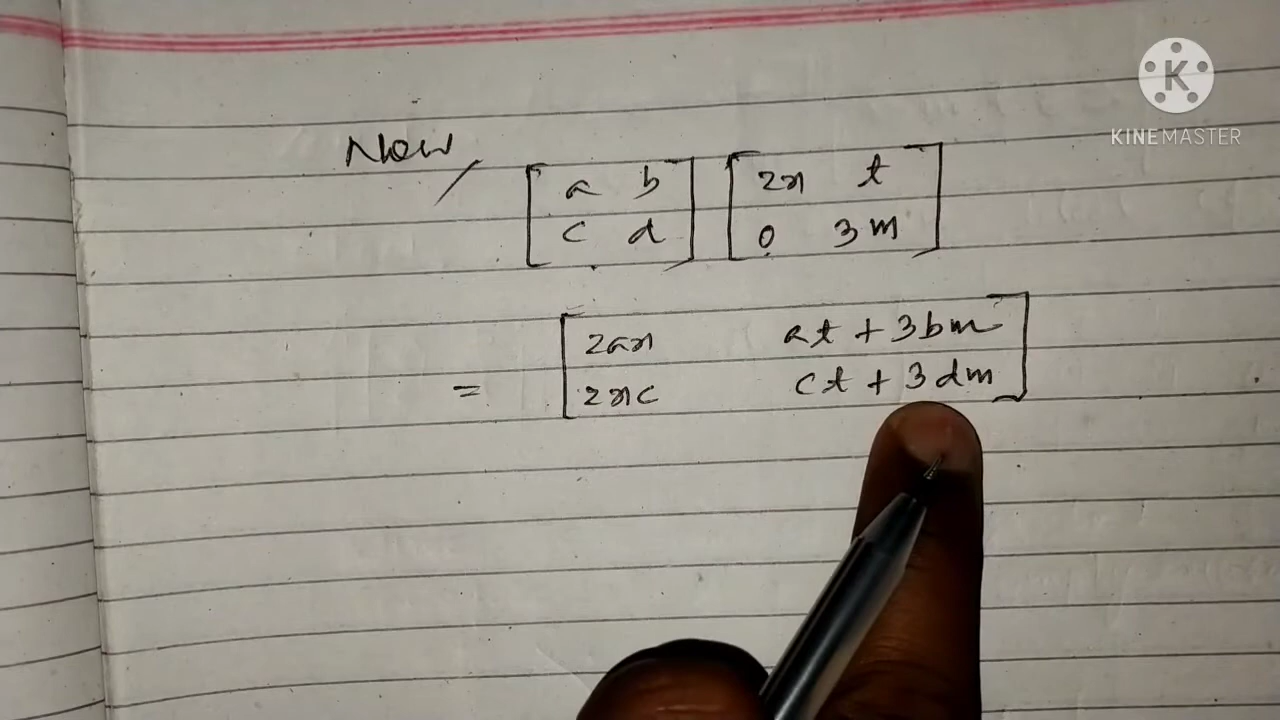 K
KINEMASTER
Now,
[a b] [2x t]
[c d] [0 3m]
[2ax at + 3bm]
= [2xc ct + 3dm]